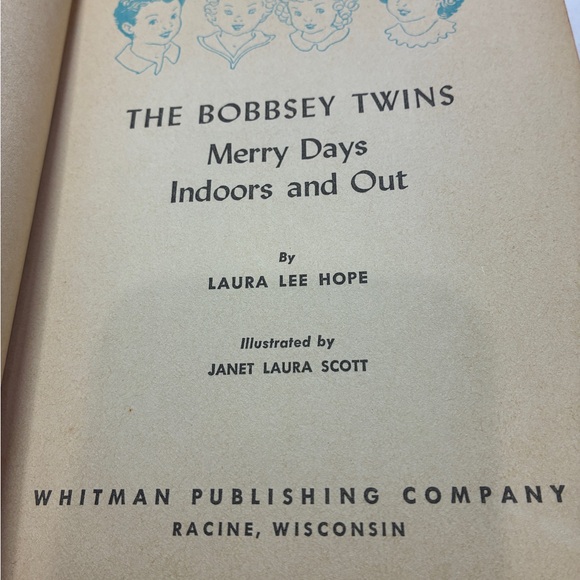 THE BOBBSEY TWINS
Merry Days
Indoors and Out
By
LAURA LEE HOPE
Illustrated by
JANET LAURA SCOTT
WHITMAN PUBLISHING COMPANY
RACINE, WISCONSIN